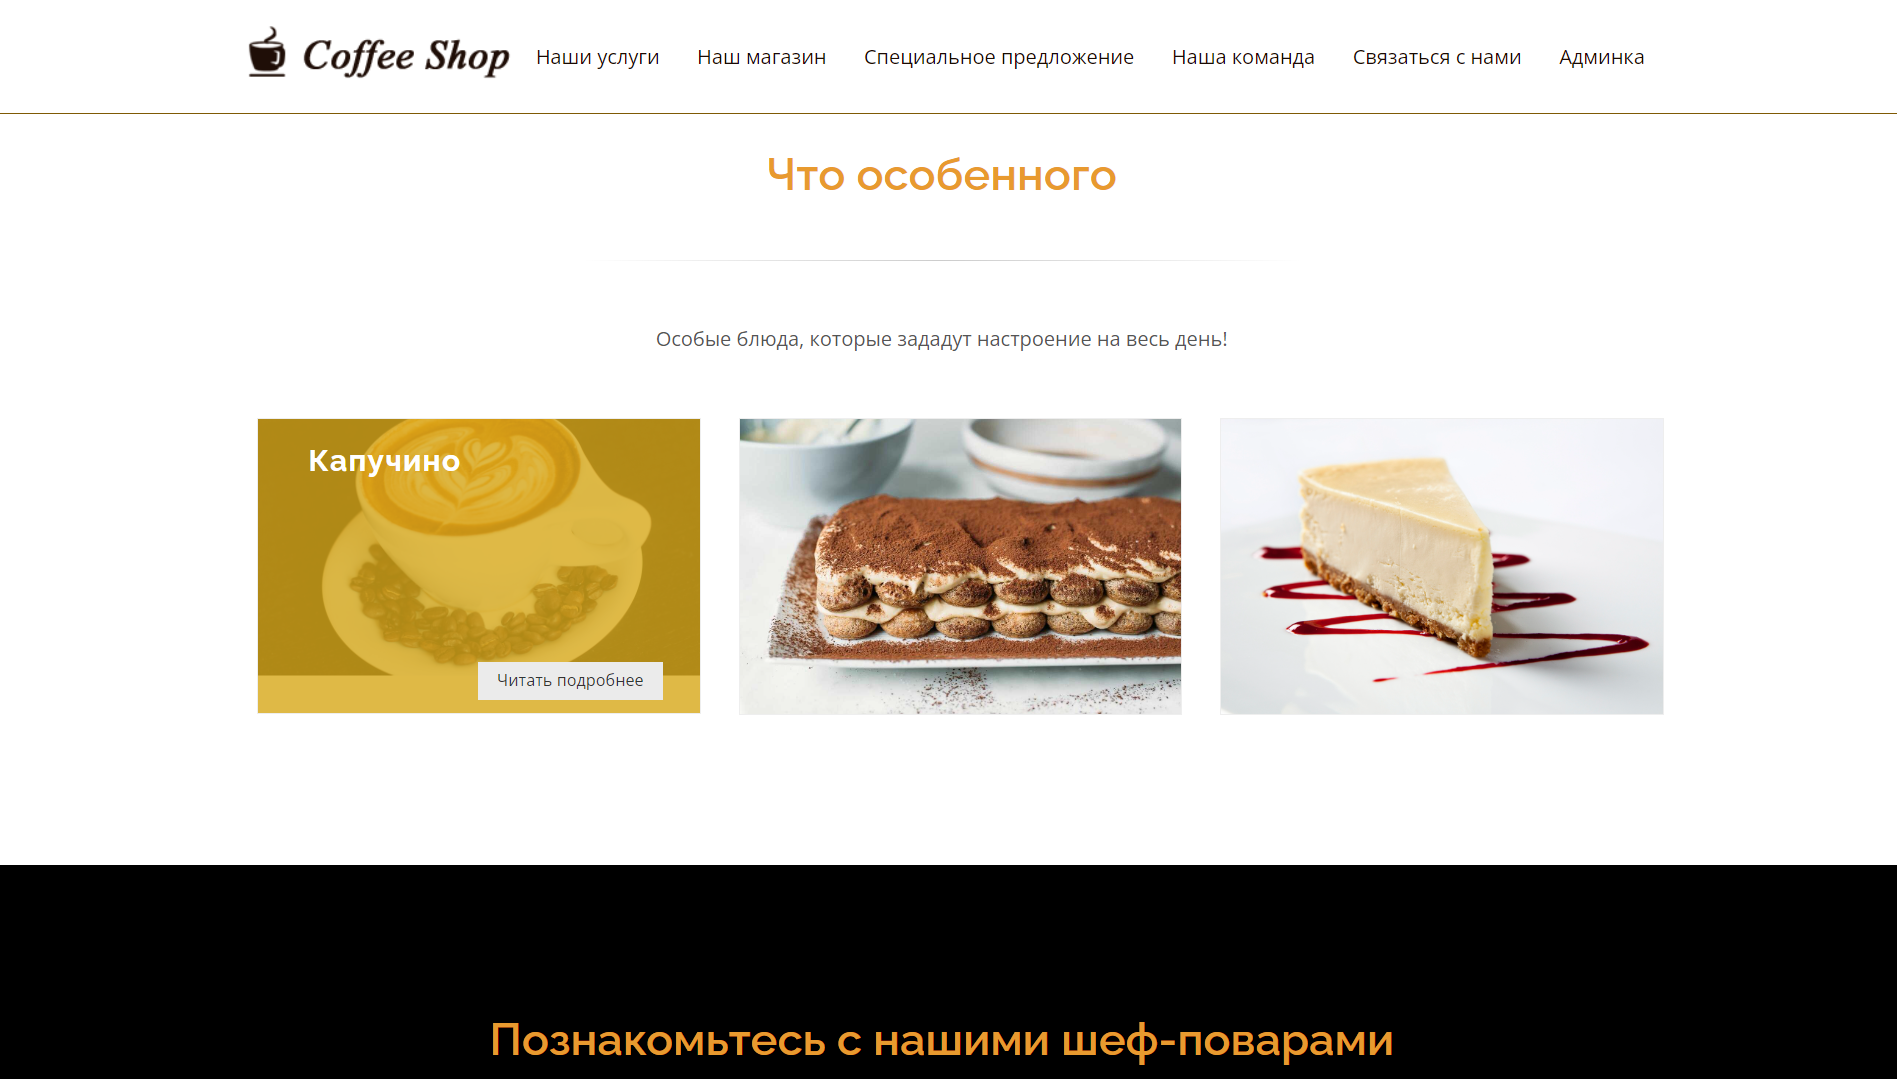 Coffee Shop
Наши услуги
Наш магазин
Специальное предложение
Наша команда
Связаться с нами
Админка
Что особенного
Особые блюда, которые зададут настроение на весь день!
Капучино
Читать подробнее
Познакомьтесь с нашими шеф-поварами